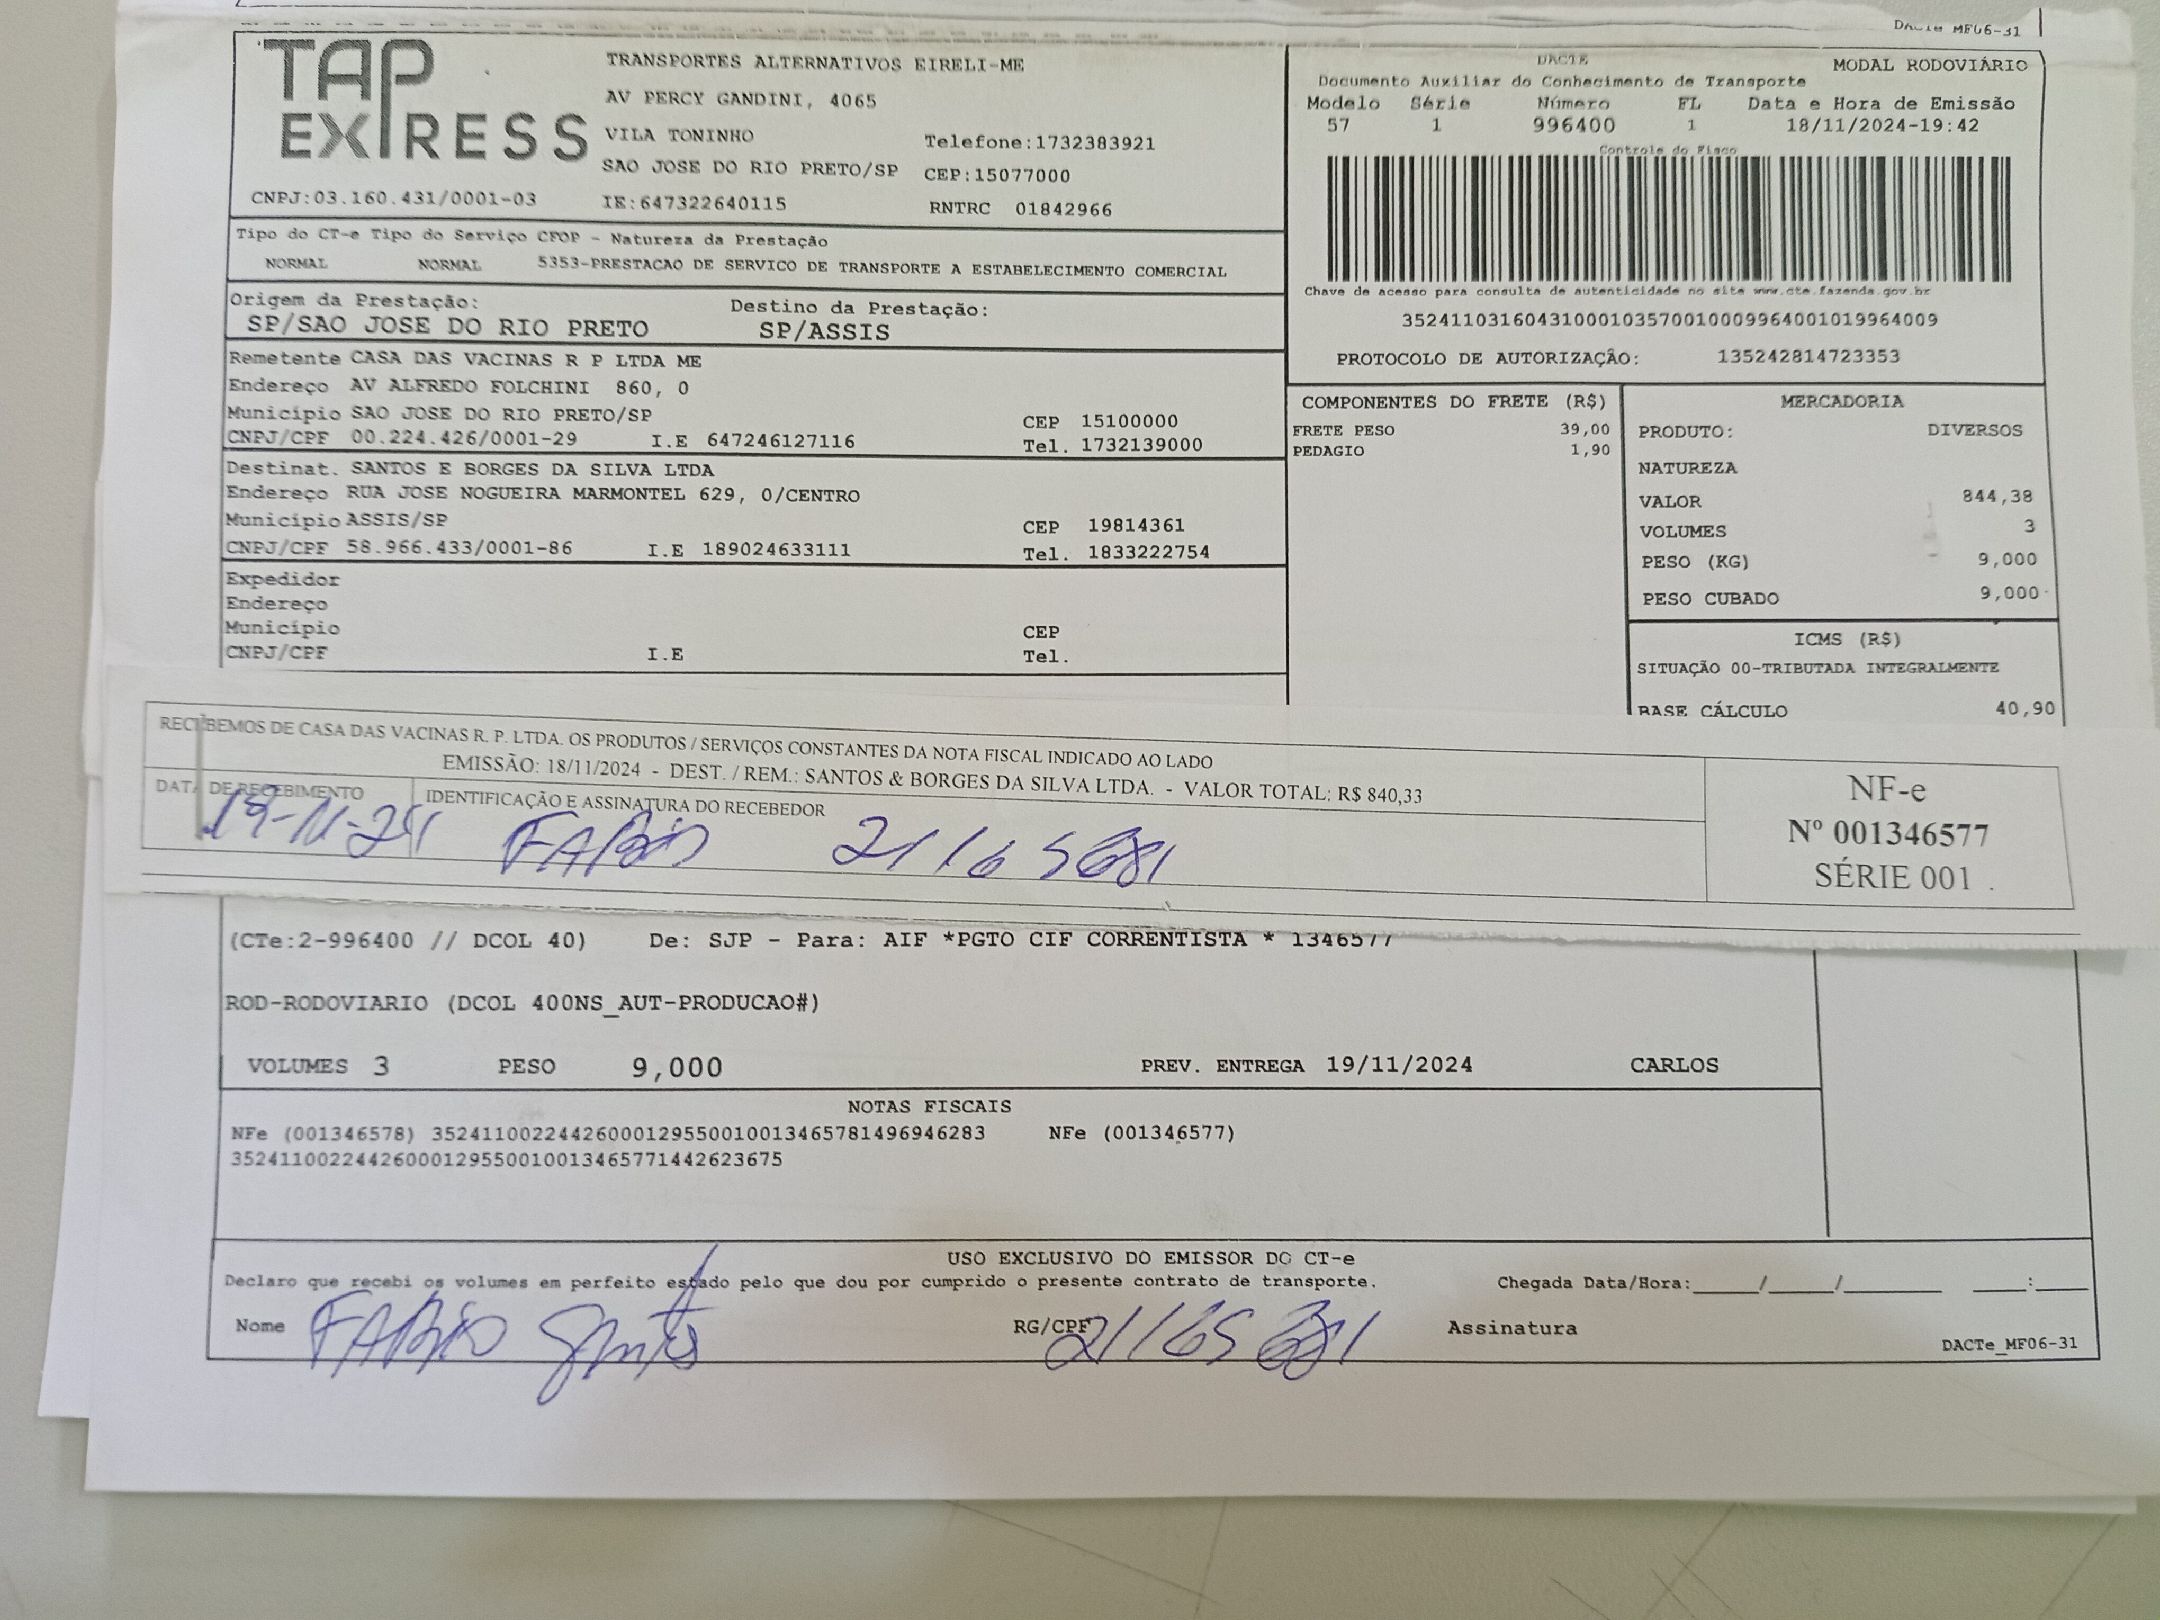 DACTe MF06-31
TAP EXPRESS
TRANSPORTES ALTERNATIVOS EIRELI-ME
AV PERCY GANDINI, 4065
VILA TONINHO
Telefone:1732383921
SAO JOSE DO RIO PRETO/SP CEP:15077000
CNPJ:03.160.431/0001-03 IE:647322640115 RNTRC 01842966
DACTE MODAL RODOVIÁRIO
Documento Auxiliar do Conhecimento de Transporte
Modelo Série Número FL Data e Hora de Emissão
57 1 996400 1 18/11/2024-19:42
Controle do Fisco
Chave de acesso para consulta de autenticidade no site www.cte.fazenda.gov.br
35241103160431000103570010009964001019964009
PROTOCOLO DE AUTORIZAÇÃO: 135242814723353
Tipo do CT-e Tipo do Serviço CFOP - Natureza da Prestação
NORMAL NORMAL 5353-PRESTACAO DE SERVICO DE TRANSPORTE A ESTABELECIMENTO COMERCIAL
Origem da Prestação: Destino da Prestação:
SP/SAO JOSE DO RIO PRETO SP/ASSIS
Remetente CASA DAS VACINAS R P LTDA ME
Endereço AV ALFREDO FOLCHINI 860, 0
Município SAO JOSE DO RIO PRETO/SP CEP 15100000
CNPJ/CPF 00.224.426/0001-29 I.E 647246127116 Tel. 1732139000
Destinat. SANTOS E BORGES DA SILVA LTDA
Endereço RUA JOSE NOGUEIRA MARMONTEL 629, 0/CENTRO
Município ASSIS/SP CEP 19814361
CNPJ/CPF 58.966.433/0001-86 I.E 189024633111 Tel. 1833222754
Expedidor
Endereço
Município CEP
CNPJ/CPF I.E Tel.
COMPONENTES DO FRETE (R$)
FRETE PESO 39,00
PEDAGIO 1,90
MERCADORIA
PRODUTO: DIVERSOS
NATUREZA
VALOR 844,38
VOLUMES 3
PESO (KG) 9,000
PESO CUBADO 9,000
ICMS (R$)
SITUAÇÃO 00-TRIBUTADA INTEGRALMENTE
BASE CÁLCULO 40,90
RECEBEMOS DE CASA DAS VACINAS R. P. LTDA. OS PRODUTOS / SERVIÇOS CONSTANTES DA NOTA FISCAL INDICADO AO LADO
EMISSÃO: 18/11/2024 - DEST. / REM.: SANTOS & BORGES DA SILVA LTDA. - VALOR TOTAL: R$ 840,33
DATA DE RECEBIMENTO IDENTIFICAÇÃO E ASSINATURA DO RECEBEDOR
19-11-24 FABIO
NF-e
Nº 001346577
SÉRIE 001
(CTe:2-996400 // DCOL 40) De: SJP - Para: AIF *PGTO CIF CORRENTISTA * 1346577
ROD-RODOVIARIO (DCOL 400NS_AUT-PRODUCAO#)
VOLUMES 3 PESO 9,000 PREV. ENTREGA 19/11/2024 CARLOS
NOTAS FISCAIS
NFe (001346578) 35241100224426000129550010013465781496946283 NFe (001346577)
35241100224426000129550010013465771442623675
USO EXCLUSIVO DO EMISSOR DO CT-e
Declaro que recebi os volumes em perfeito estado pelo que dou por cumprido o presente contrato de transporte. Chegada Data/Hora:____/____/______ ___:___
Nome FABIO Santos RG/CPF Assinatura
DACTe_MF06-31